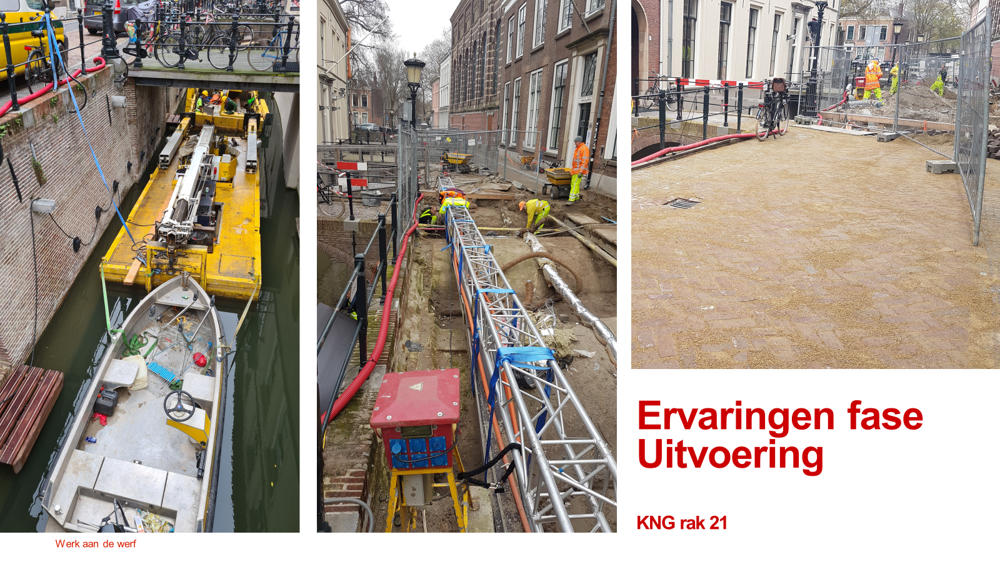 Ervaringen fase
Uitvoering
KNG rak 21
Werk aan de werf